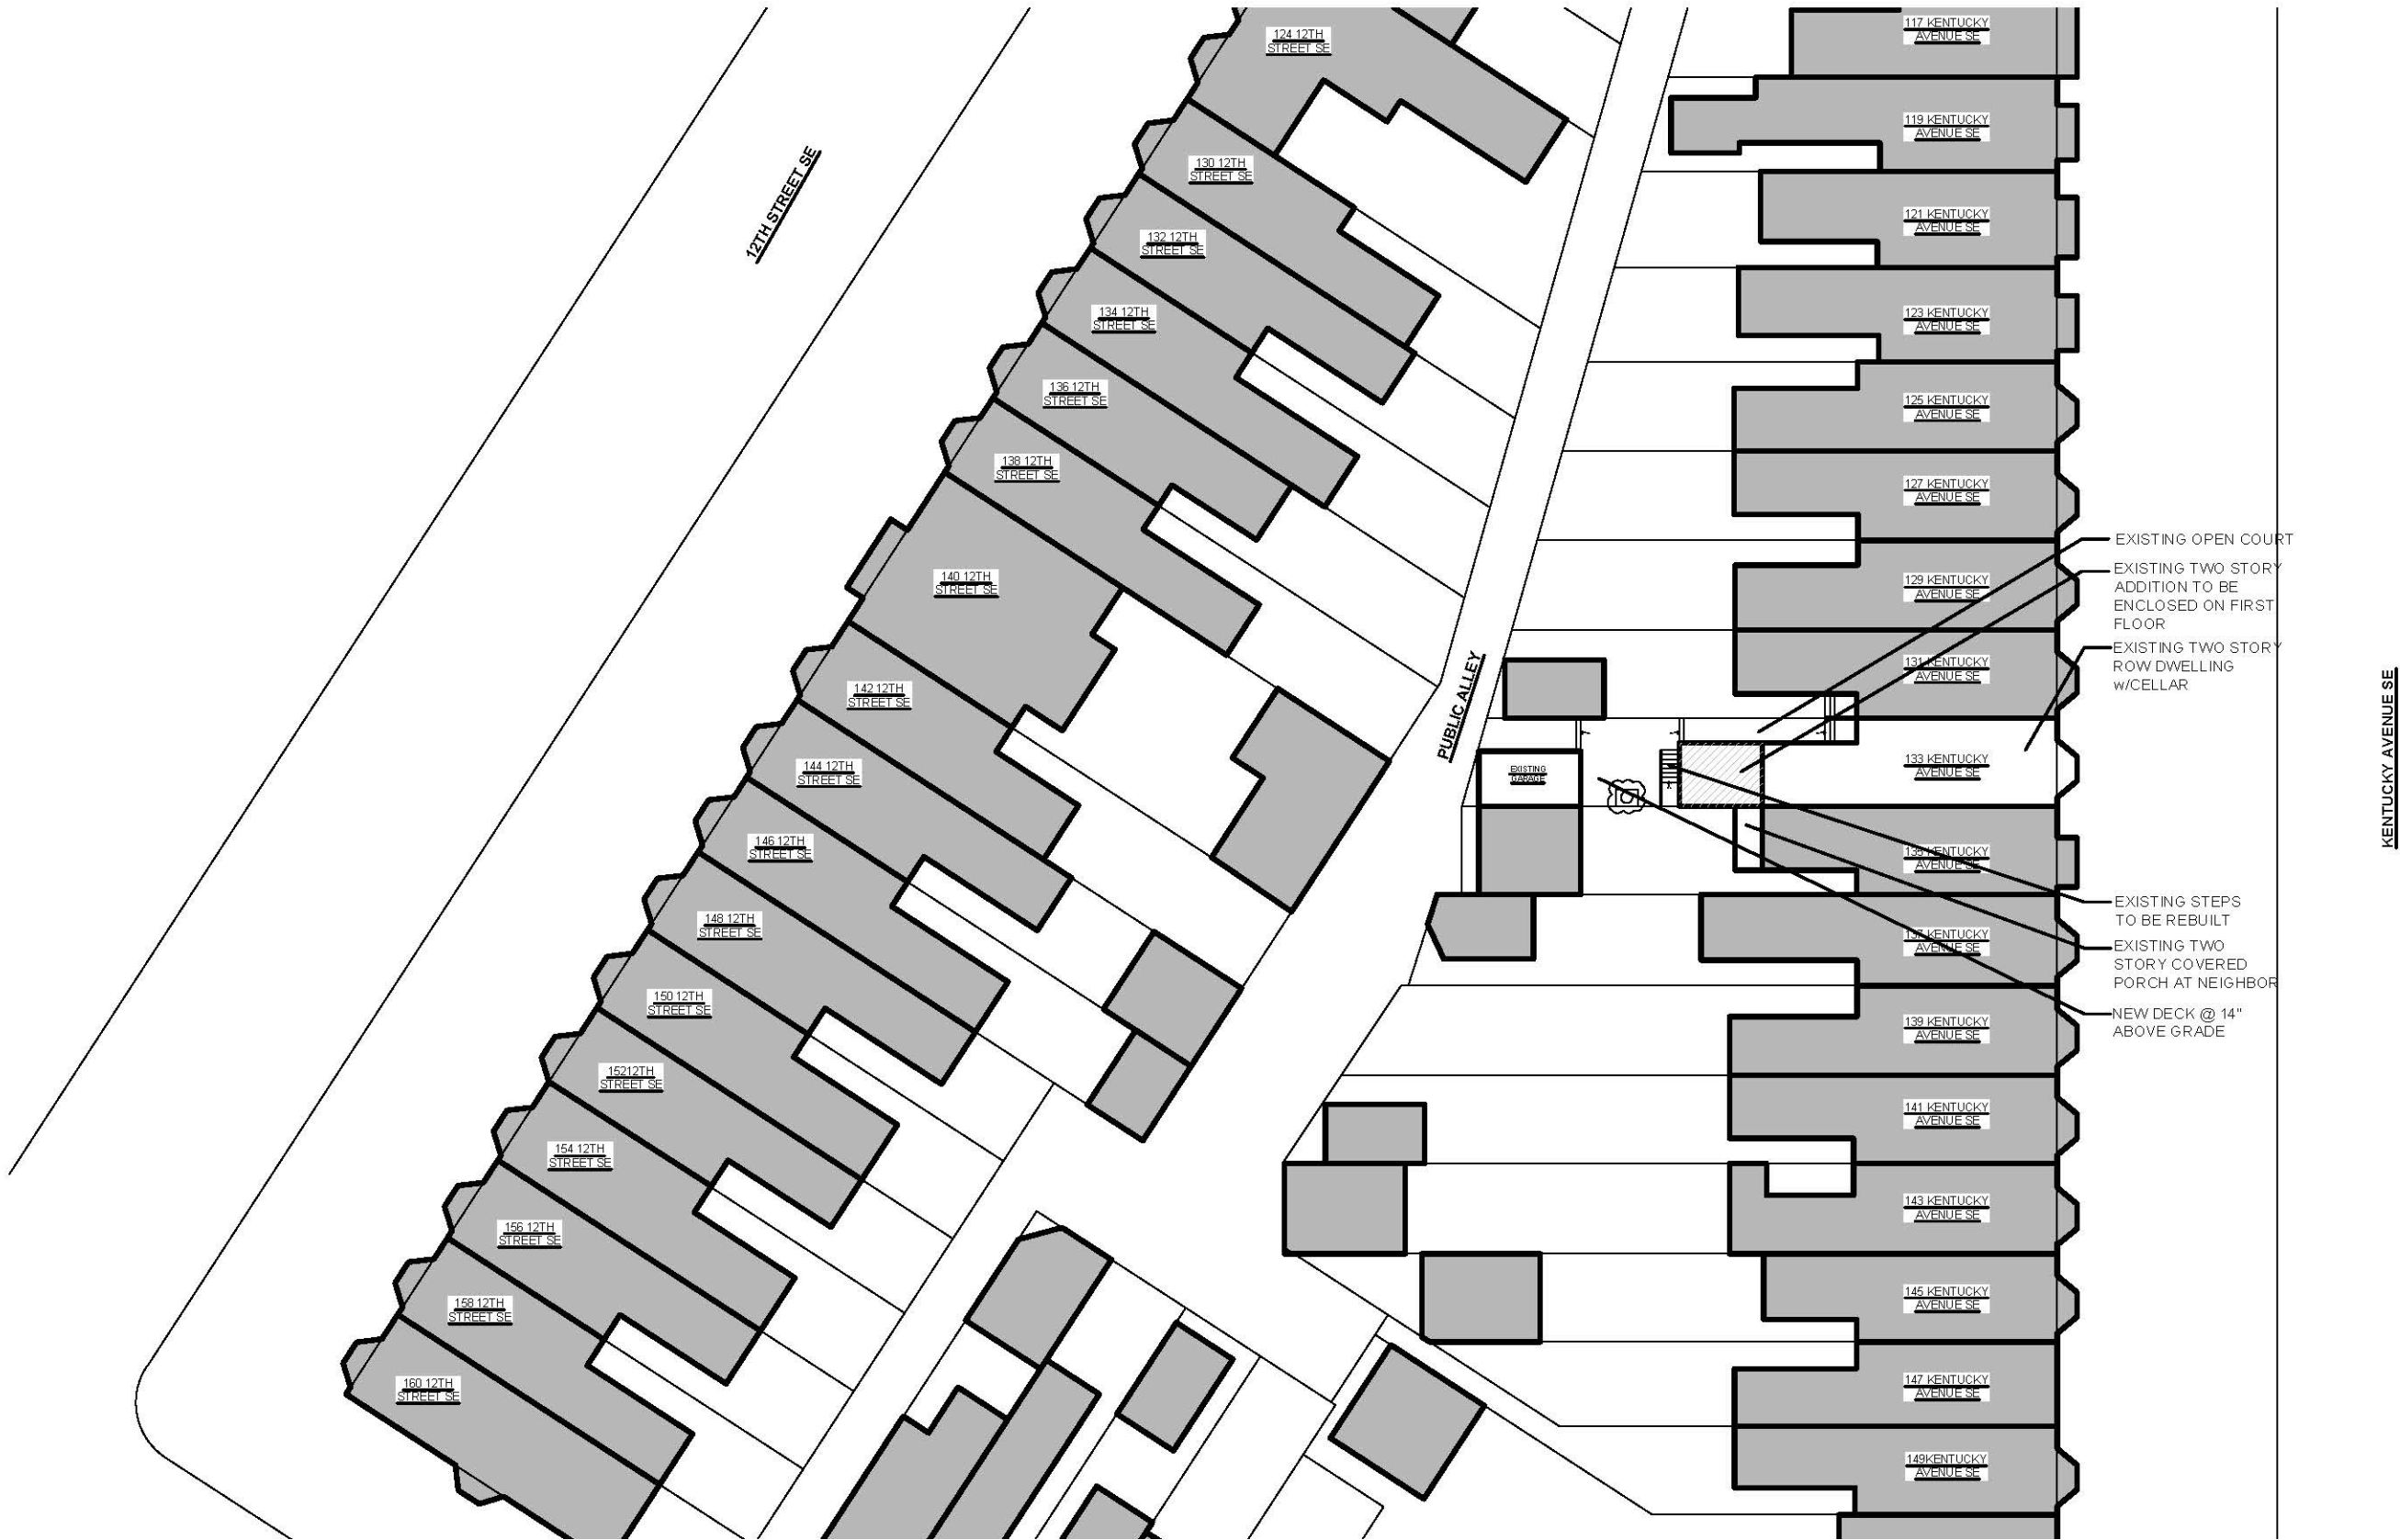 12TH STREET SE
124 12TH
STREET SE
130 12TH
STREET SE
132 12TH
STREET SE
134 12TH
STREET SE
136 12TH
STREET SE
138 12TH
STREET SE
140 12TH
STREET SE
142 12TH
STREET SE
144 12TH
STREET SE
146 12TH
STREET SE
148 12TH
STREET SE
150 12TH
STREET SE
15212TH
STREET SE
154 12TH
STREET SE
156 12TH
STREET SE
158 12TH
STREET SE
160 12TH
STREET SE
PUBLIC ALLEY
EXISTING
GARAGE
117 KENTUCKY
AVENUE SE
119 KENTUCKY
AVENUE SE
121 KENTUCKY
AVENUE SE
123 KENTUCKY
AVENUE SE
125 KENTUCKY
AVENUE SE
127 KENTUCKY
AVENUE SE
129 KENTUCKY
AVENUE SE
131 KENTUCKY
AVENUE SE
133 KENTUCKY
AVENUE SE
135 KENTUCKY
AVENUE SE
137 KENTUCKY
AVENUE SE
139 KENTUCKY
AVENUE SE
141 KENTUCKY
AVENUE SE
143 KENTUCKY
AVENUE SE
145 KENTUCKY
AVENUE SE
147 KENTUCKY
AVENUE SE
149KENTUCKY
AVENUE SE
EXISTING OPEN COURT
EXISTING TWO STORY
ADDITION TO BE
ENCLOSED ON FIRST
FLOOR
EXISTING TWO STORY
ROW DWELLING
w/CELLAR
EXISTING STEPS
TO BE REBUILT
EXISTING TWO
STORY COVERED
PORCH AT NEIGHBOR
NEW DECK @ 14"
ABOVE GRADE
KENTUCKY AVENUE SE